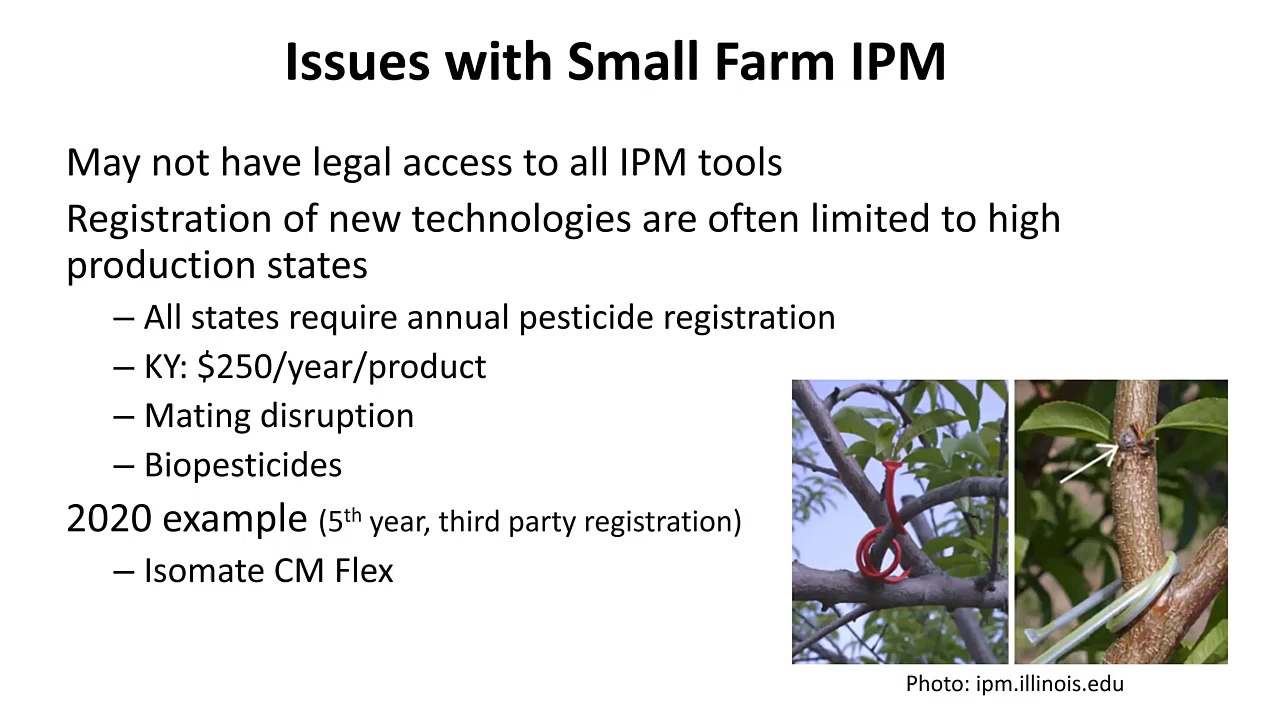 Issues with Small Farm IPM
May not have legal access to all IPM tools
Registration of new technologies are often limited to high
production states
– All states require annual pesticide registration
– KY: $250/year/product
– Mating disruption
– Biopesticides
2020 example (5th year, third party registration)
– Isomate CM Flex
Photo: ipm.illinois.edu